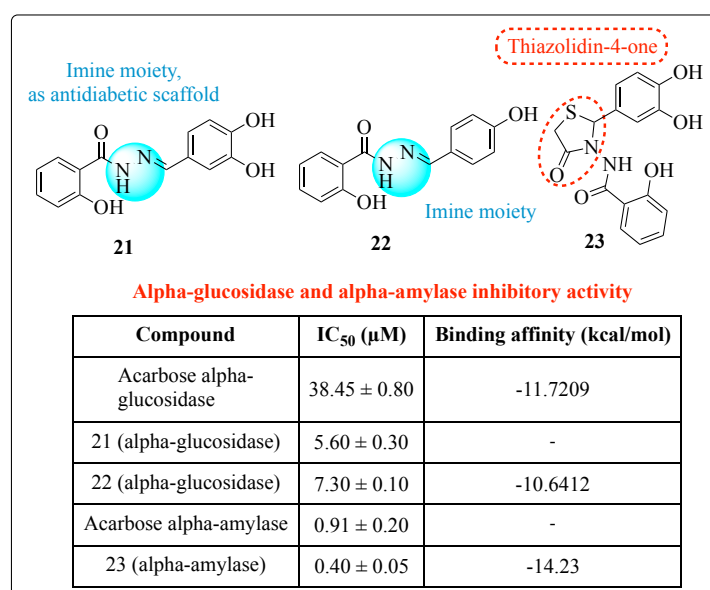 Thiazolidin-4-one
Imine moiety,
as antidiabetic scaffold
O
N
N
H
OH
OH
OH
21
O
N
N
H
OH
OH
Imine moiety
22
S
OH
OH
N
O
NH
O
OH
23
Alpha-glucosidase and alpha-amylase inhibitory activity
Compound IC50 (μM) Binding affinity (kcal/mol)
Acarbose alpha-
glucosidase 38.45 ± 0.80 -11.7209
21 (alpha-glucosidase) 5.60 ± 0.30 -
22 (alpha-glucosidase) 7.30 ± 0.10 -10.6412
Acarbose alpha-amylase 0.91 ± 0.20 -
23 (alpha-amylase) 0.40 ± 0.05 -14.23